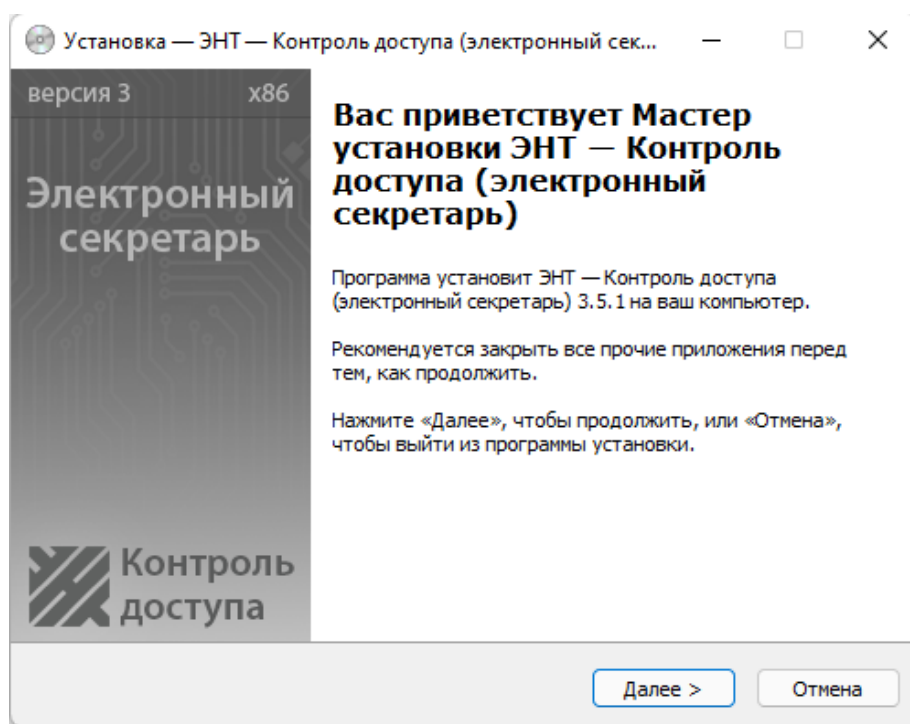 Установка — ЭНТ — Контроль доступа (электронный сек...
версия 3 x86
Электронный
секретарь
Контроль
доступа
Вас приветствует Мастер
установки ЭНТ — Контроль
доступа (электронный
секретарь)
Программа установит ЭНТ — Контроль доступа
(электронный секретарь) 3.5.1 на ваш компьютер.
Рекомендуется закрыть все прочие приложения перед
тем, как продолжить.
Нажмите «Далее», чтобы продолжить, или «Отмена»,
чтобы выйти из программы установки.
Далее >
Отмена